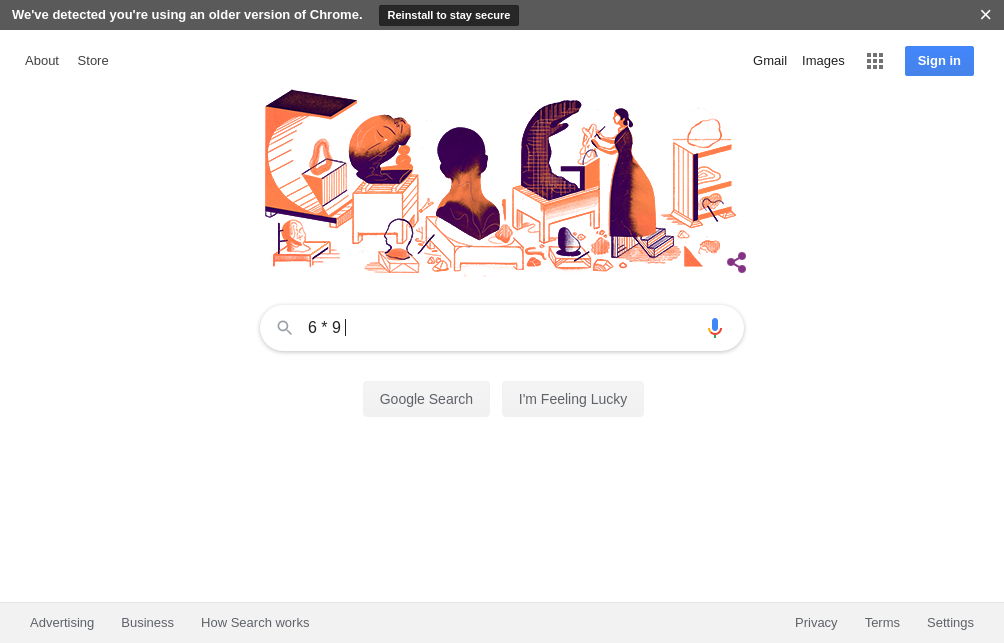 We've detected you're using an older version of Chrome. Reinstall to stay secure
About Store Gmail Images Sign in
6 * 9
Google Search I'm Feeling Lucky
Advertising Business How Search works Privacy Terms Settings